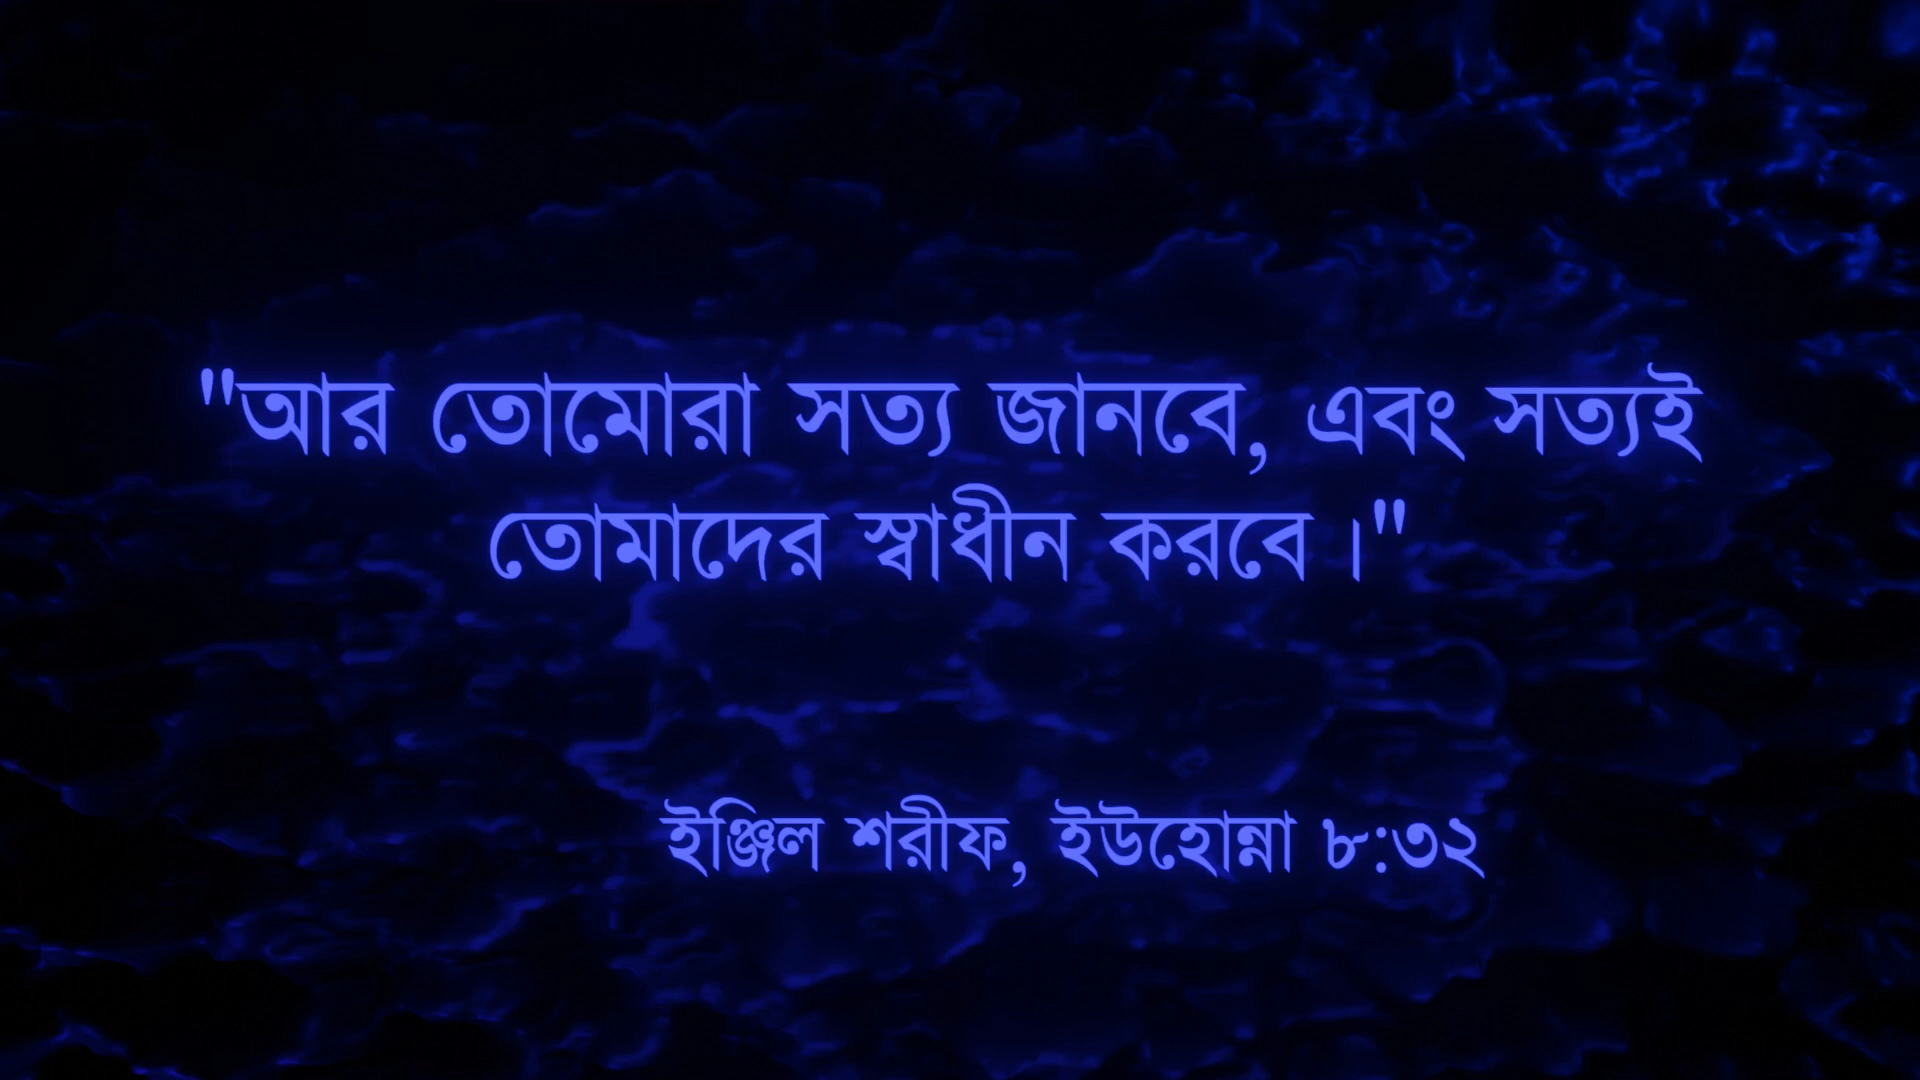 "আর তোমোরা সত্য জানবে, এবং সত্যই
তোমাদের স্বাধীন করবে ।"
ইঞ্জিল শরীফ, ইউহোন্না ৮:৩২